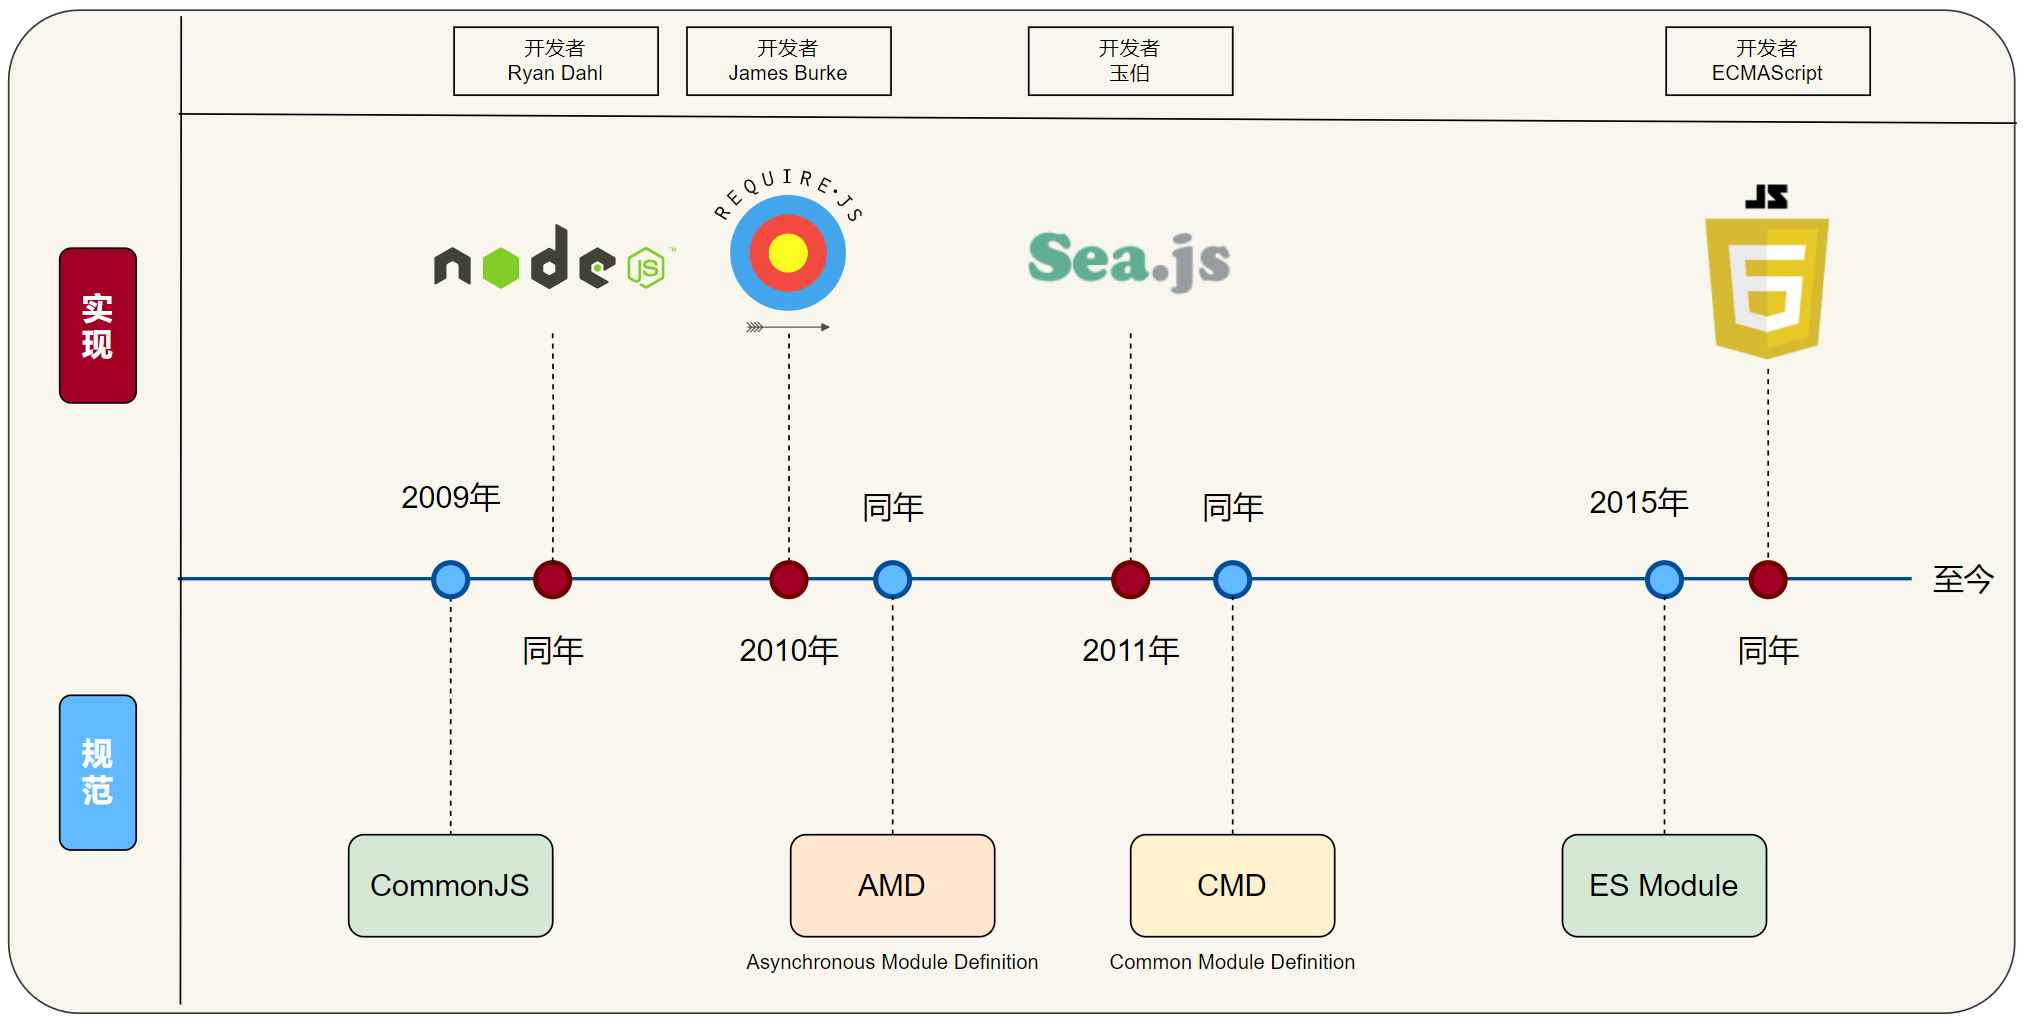 开发者
Ryan Dahl
开发者
James Burke
开发者
玉伯
开发者
ECMAScript
实
现
node JS ™
REQUIRE·JS
Sea.js
JS
6
2009年
同年
同年
2015年
至今
同年
2010年
2011年
同年
规
范
CommonJS
AMD
CMD
ES Module
Asynchronous Module Definition
Common Module Definition